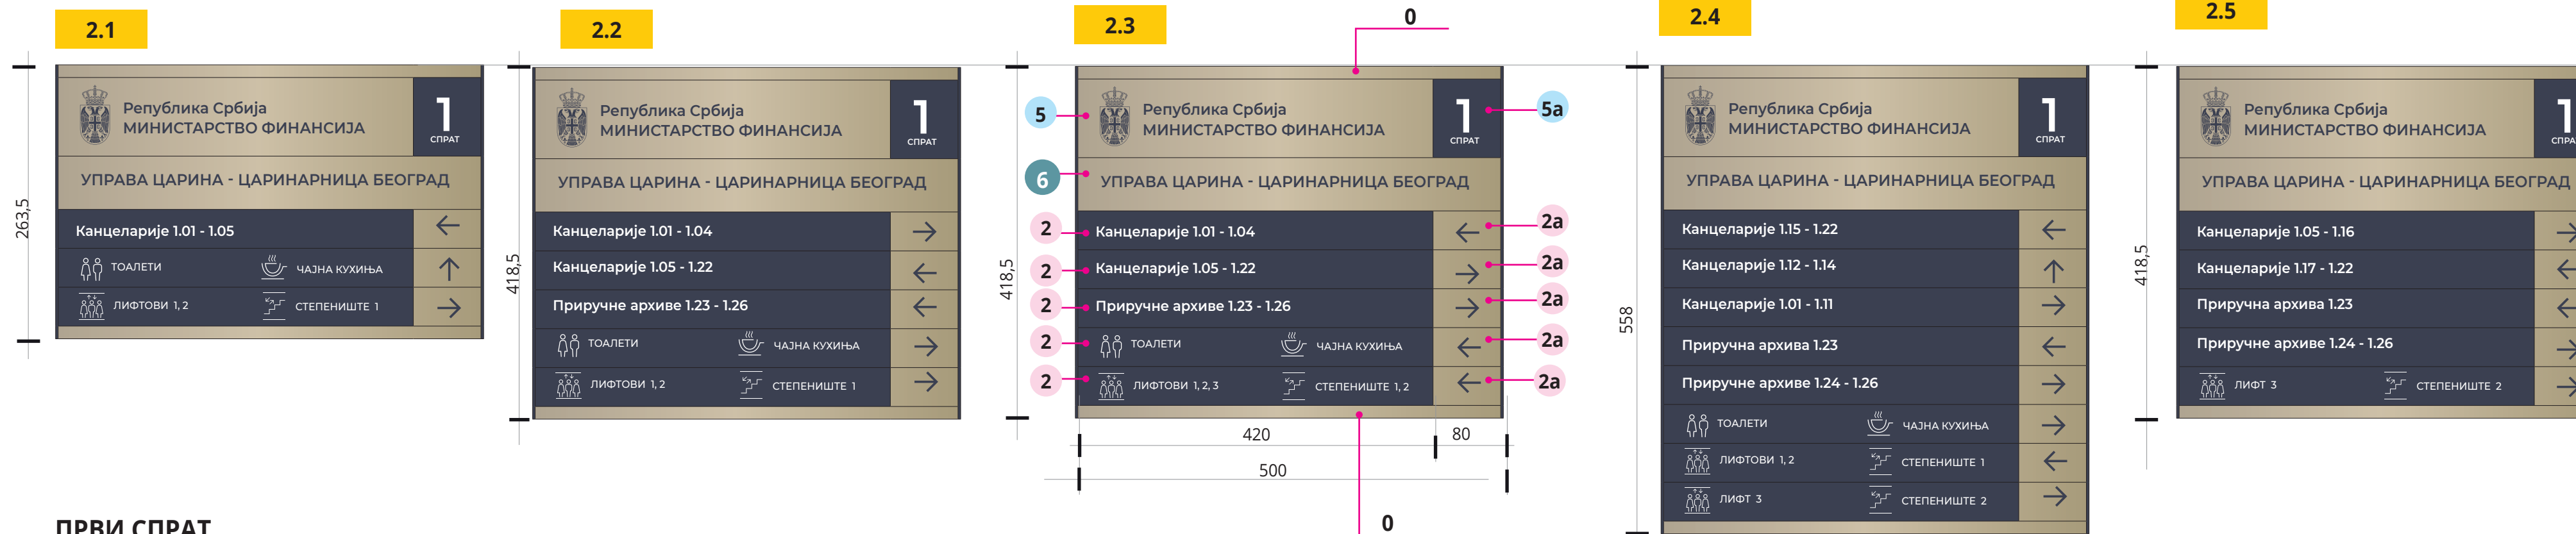 2.1
263,5
Република Србија
МИНИСТАРСТВО ФИНАНСИЈА
1
СПРАТ
УПРАВА ЦАРИНА - ЦАРИНАРНИЦА БЕОГРАД
Канцеларије 1.01 - 1.05
ТОАЛЕТИ ЧАЈНА КУХИЊА
ЛИФТОВИ 1, 2 СТЕПЕНИШТЕ 1
ПРВИ СПРАТ
2.2
418,5
Република Србија
МИНИСТАРСТВО ФИНАНСИЈА
1
СПРАТ
УПРАВА ЦАРИНА - ЦАРИНАРНИЦА БЕОГРАД
Канцеларије 1.01 - 1.04
Канцеларије 1.05 - 1.22
Приручне архиве 1.23 - 1.26
ТОАЛЕТИ ЧАЈНА КУХИЊА
ЛИФТОВИ 1, 2 СТЕПЕНИШТЕ 1
2.3
0
418,5
5
Република Србија
МИНИСТАРСТВО ФИНАНСИЈА
1
СПРАТ
5a
6
УПРАВА ЦАРИНА - ЦАРИНАРНИЦА БЕОГРАД
2 Канцеларије 1.01 - 1.04 2a
2 Канцеларије 1.05 - 1.22 2a
2 Приручне архиве 1.23 - 1.26 2a
2 ТОАЛЕТИ ЧАЈНА КУХИЊА 2a
2 ЛИФТОВИ 1, 2, 3 СТЕПЕНИШТЕ 1, 2 2a
420 80
500
0
2.4
558
Република Србија
МИНИСТАРСТВО ФИНАНСИЈА
1
СПРАТ
УПРАВА ЦАРИНА - ЦАРИНАРНИЦА БЕОГРАД
Канцеларије 1.15 - 1.22
Канцеларије 1.12 - 1.14
Канцеларије 1.01 - 1.11
Приручна архива 1.23
Приручне архиве 1.24 - 1.26
ТОАЛЕТИ ЧАЈНА КУХИЊА
ЛИФТОВИ 1, 2 СТЕПЕНИШТЕ 1
ЛИФТ 3 СТЕПЕНИШТЕ 2
2.5
418,5
Република Србија
МИНИСТАРСТВО ФИНАНСИЈА
1
УПРАВА ЦАРИНА - ЦАРИНАРНИЦА БЕОГРАД
Канцеларије 1.05 - 1.16
Канцеларије 1.17 - 1.22
Приручна архива 1.23
Приручне архиве 1.24 - 1.26
ЛИФТ 3 СТЕПЕНИШТЕ 2